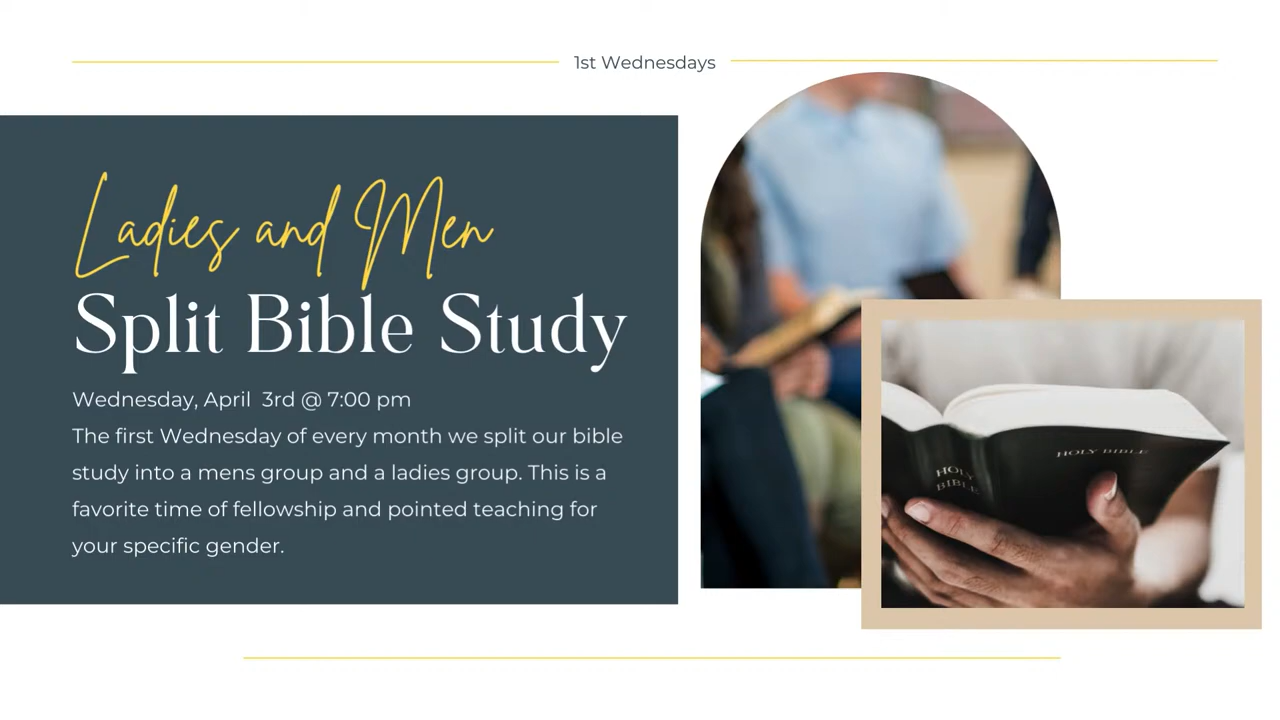 1st Wednesdays
Ladies and Men
Split Bible Study
Wednesday, April 3rd @ 7:00 pm
The first Wednesday of every month we split our bible
study into a mens group and a ladies group. This is a
favorite time of fellowship and pointed teaching for
your specific gender.
HOLY BIBLE
HOLY
BIBLE